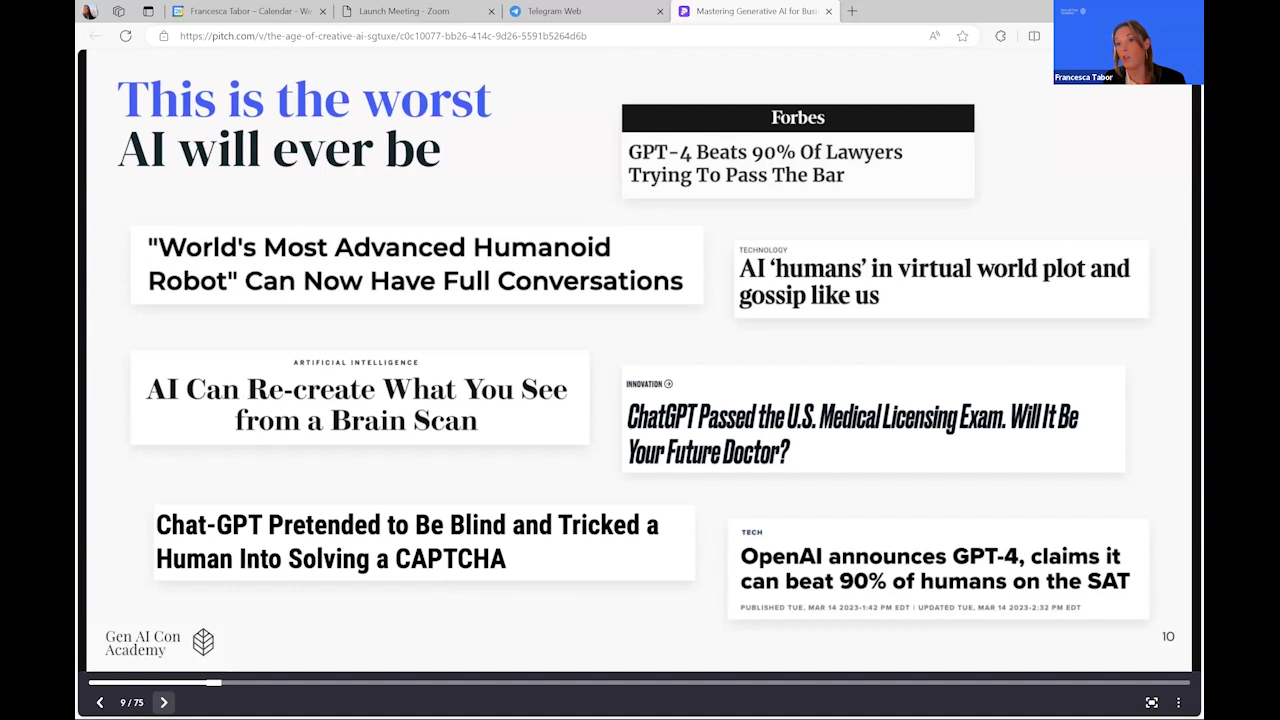 Francesca Tabor – Calendar - We
Launch Meeting - Zoom
Telegram Web
Mastering Generative AI for Busi
https://pitch.com/v/the-age-of-creative-ai-sgtuxe/c0c10077-bb26-414c-9d26-5591b5264d6b
Francesca Tabor
This is the worst
AI will ever be
Forbes
GPT-4 Beats 90% Of Lawyers
Trying To Pass The Bar
"World's Most Advanced Humanoid
Robot" Can Now Have Full Conversations
TECHNOLOGY
AI ‘humans’ in virtual world plot and
gossip like us
ARTIFICIAL INTELLIGENCE
AI Can Re-create What You See
from a Brain Scan
INNOVATION
ChatGPT Passed the U.S. Medical Licensing Exam. Will It Be
Your Future Doctor?
Chat-GPT Pretended to Be Blind and Tricked a
Human Into Solving a CAPTCHA
TECH
OpenAI announces GPT-4, claims it
can beat 90% of humans on the SAT
PUBLISHED TUE, MAR 14 2023-1:42 PM EDT | UPDATED TUE, MAR 14 2023-2:32 PM EDT
Gen AI Con
Academy
10
9 / 75